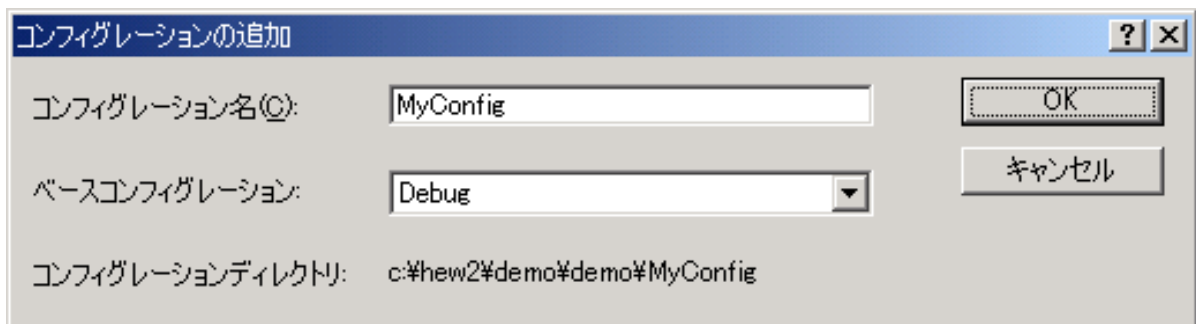 コンフィグレーションの追加
コンフィグレーション名(C): MyConfig
OK
ベースコンフィグレーション: Debug
キャンセル
コンフィグレーションディレクトリ: c:¥hew2¥demo¥demo¥MyConfig